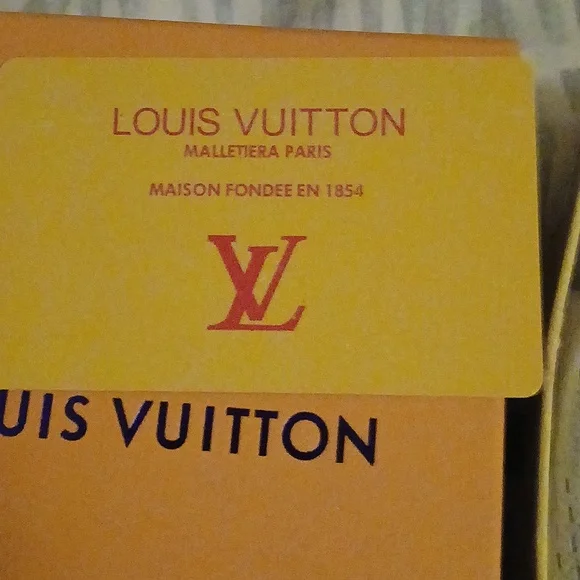 LOUIS VUITTON
MALLETIERA PARIS
MAISON FONDEE EN 1854
LV
UIS VUITTON